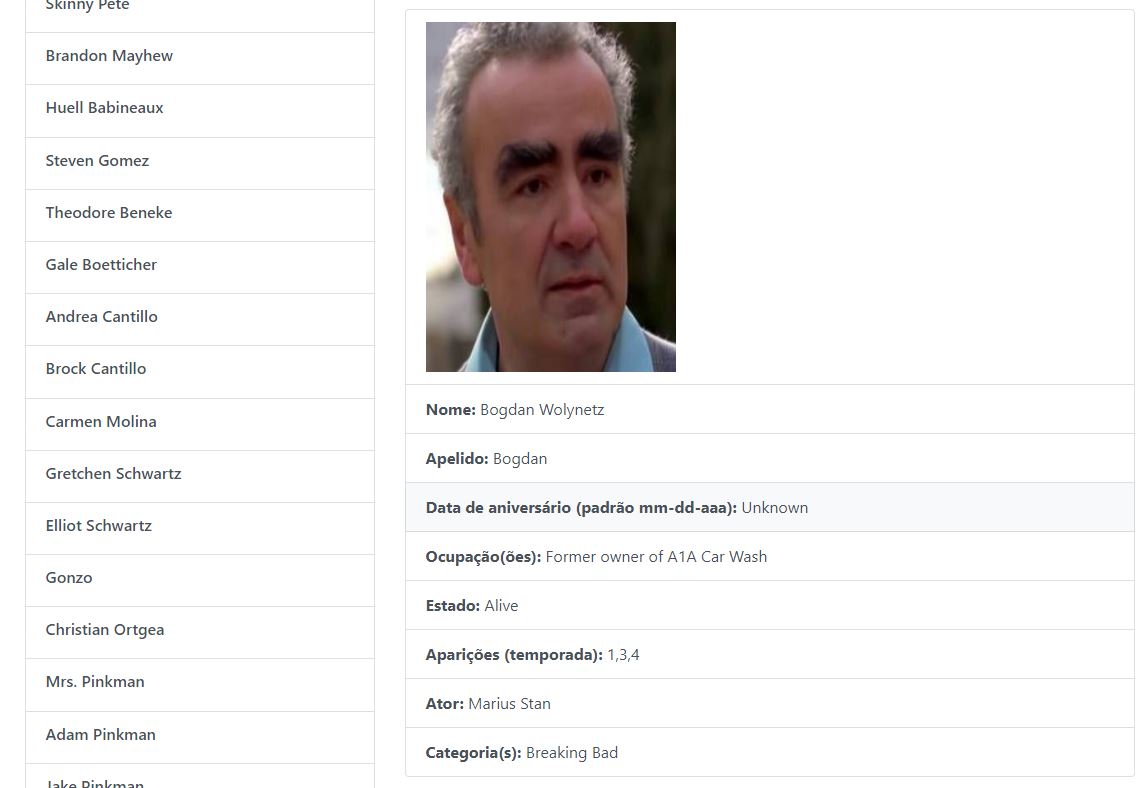 Skinny Pete
Brandon Mayhew
Huell Babineaux
Steven Gomez
Theodore Beneke
Gale Boetticher
Andrea Cantillo
Brock Cantillo
Carmen Molina
Gretchen Schwartz
Elliot Schwartz
Gonzo
Christian Ortgea
Mrs. Pinkman
Adam Pinkman
Jake Pinkman
Nome: Bogdan Wolynetz
Apelido: Bogdan
Data de aniversário (padrão mm-dd-aaa): Unknown
Ocupação(ões): Former owner of A1A Car Wash
Estado: Alive
Aparições (temporada): 1,3,4
Ator: Marius Stan
Categoria(s): Breaking Bad